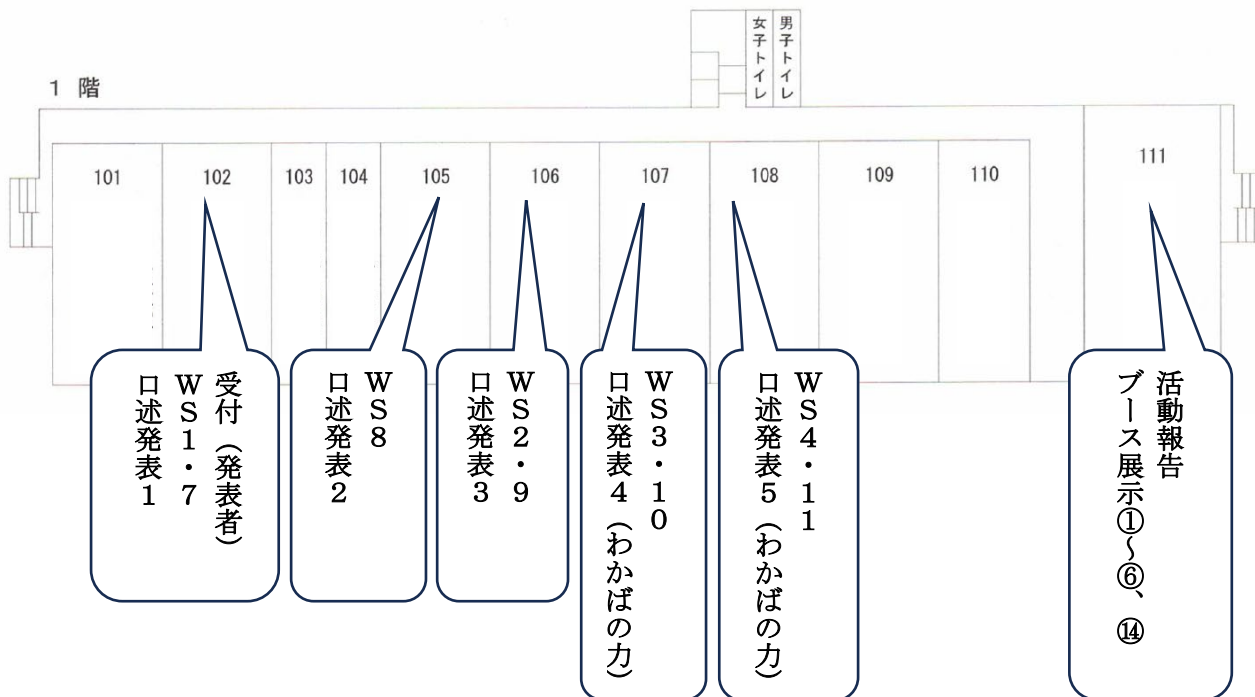 1 階
女子トイレ
男子トイレ
101
102
103
104
105
106
107
108
109
110
111
受付（発表者）
ＷＳ１・７
口述発表１
ＷＳ８
口述発表２
ＷＳ２・９
口述発表３
ＷＳ３・１０
口述発表４（わかばの力）
ＷＳ４・１１
口述発表５（わかばの力）
活動報告
ブース展示①～⑥、⑭